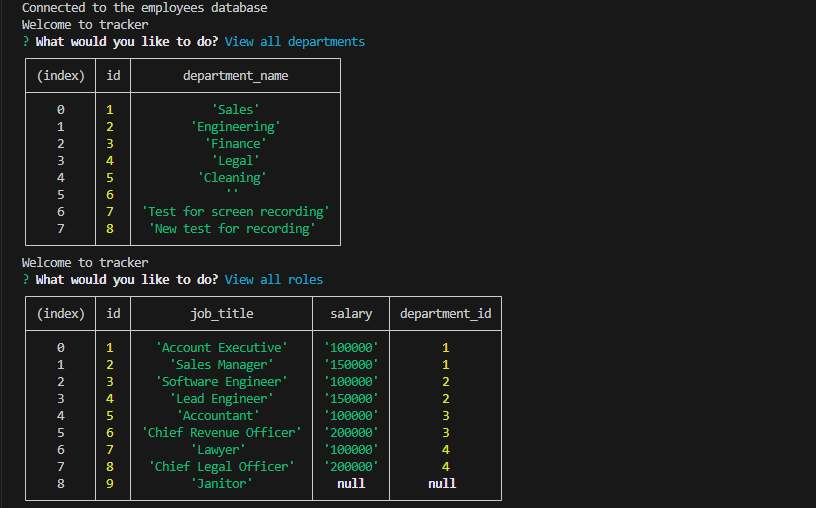 Connected to the employees database
Welcome to tracker
? What would you like to do? View all departments
(index) id department_name
0 1 'Sales'
1 2 'Engineering'
2 3 'Finance'
3 4 'Legal'
4 5 'Cleaning'
5 6 ''
6 7 'Test for screen recording'
7 8 'New test for recording'
Welcome to tracker
? What would you like to do? View all roles
(index) id job_title salary department_id
0 1 'Account Executive' '100000' 1
1 2 'Sales Manager' '150000' 1
2 3 'Software Engineer' '100000' 2
3 4 'Lead Engineer' '150000' 2
4 5 'Accountant' '100000' 3
5 6 'Chief Revenue Officer' '200000' 3
6 7 'Lawyer' '100000' 4
7 8 'Chief Legal Officer' '200000' 4
8 9 'Janitor' null null